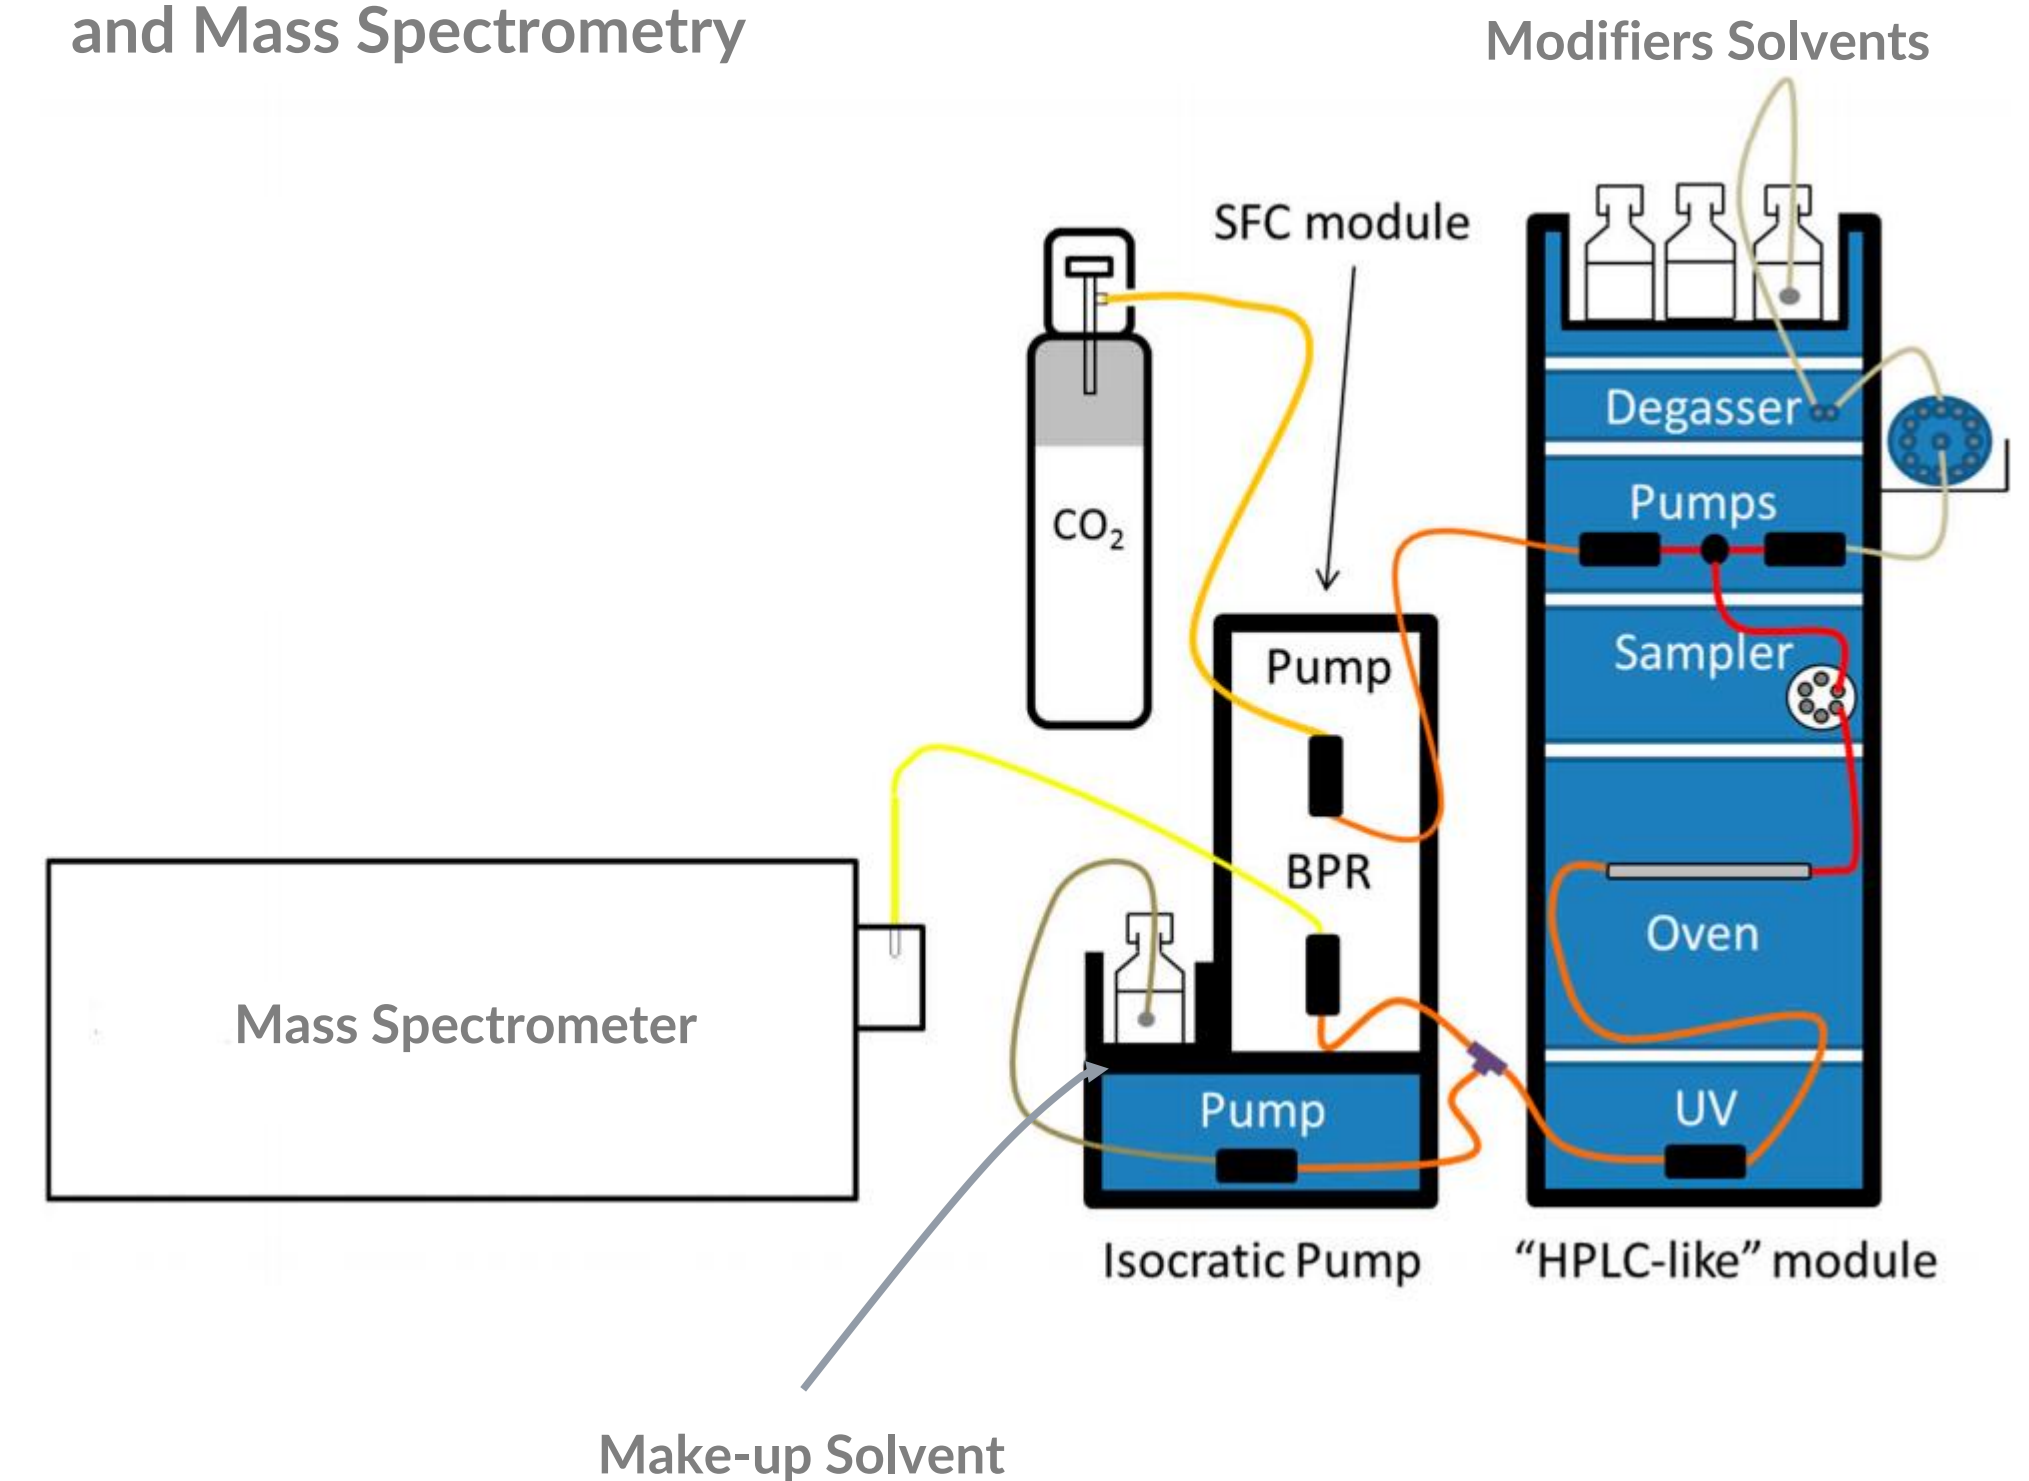 and Mass Spectrometry
Modifiers Solvents
SFC module
CO₂
Degasser
Pumps
Sampler
Pump
BPR
Oven
Mass Spectrometer
Pump
UV
Isocratic Pump
“HPLC-like” module
Make-up Solvent